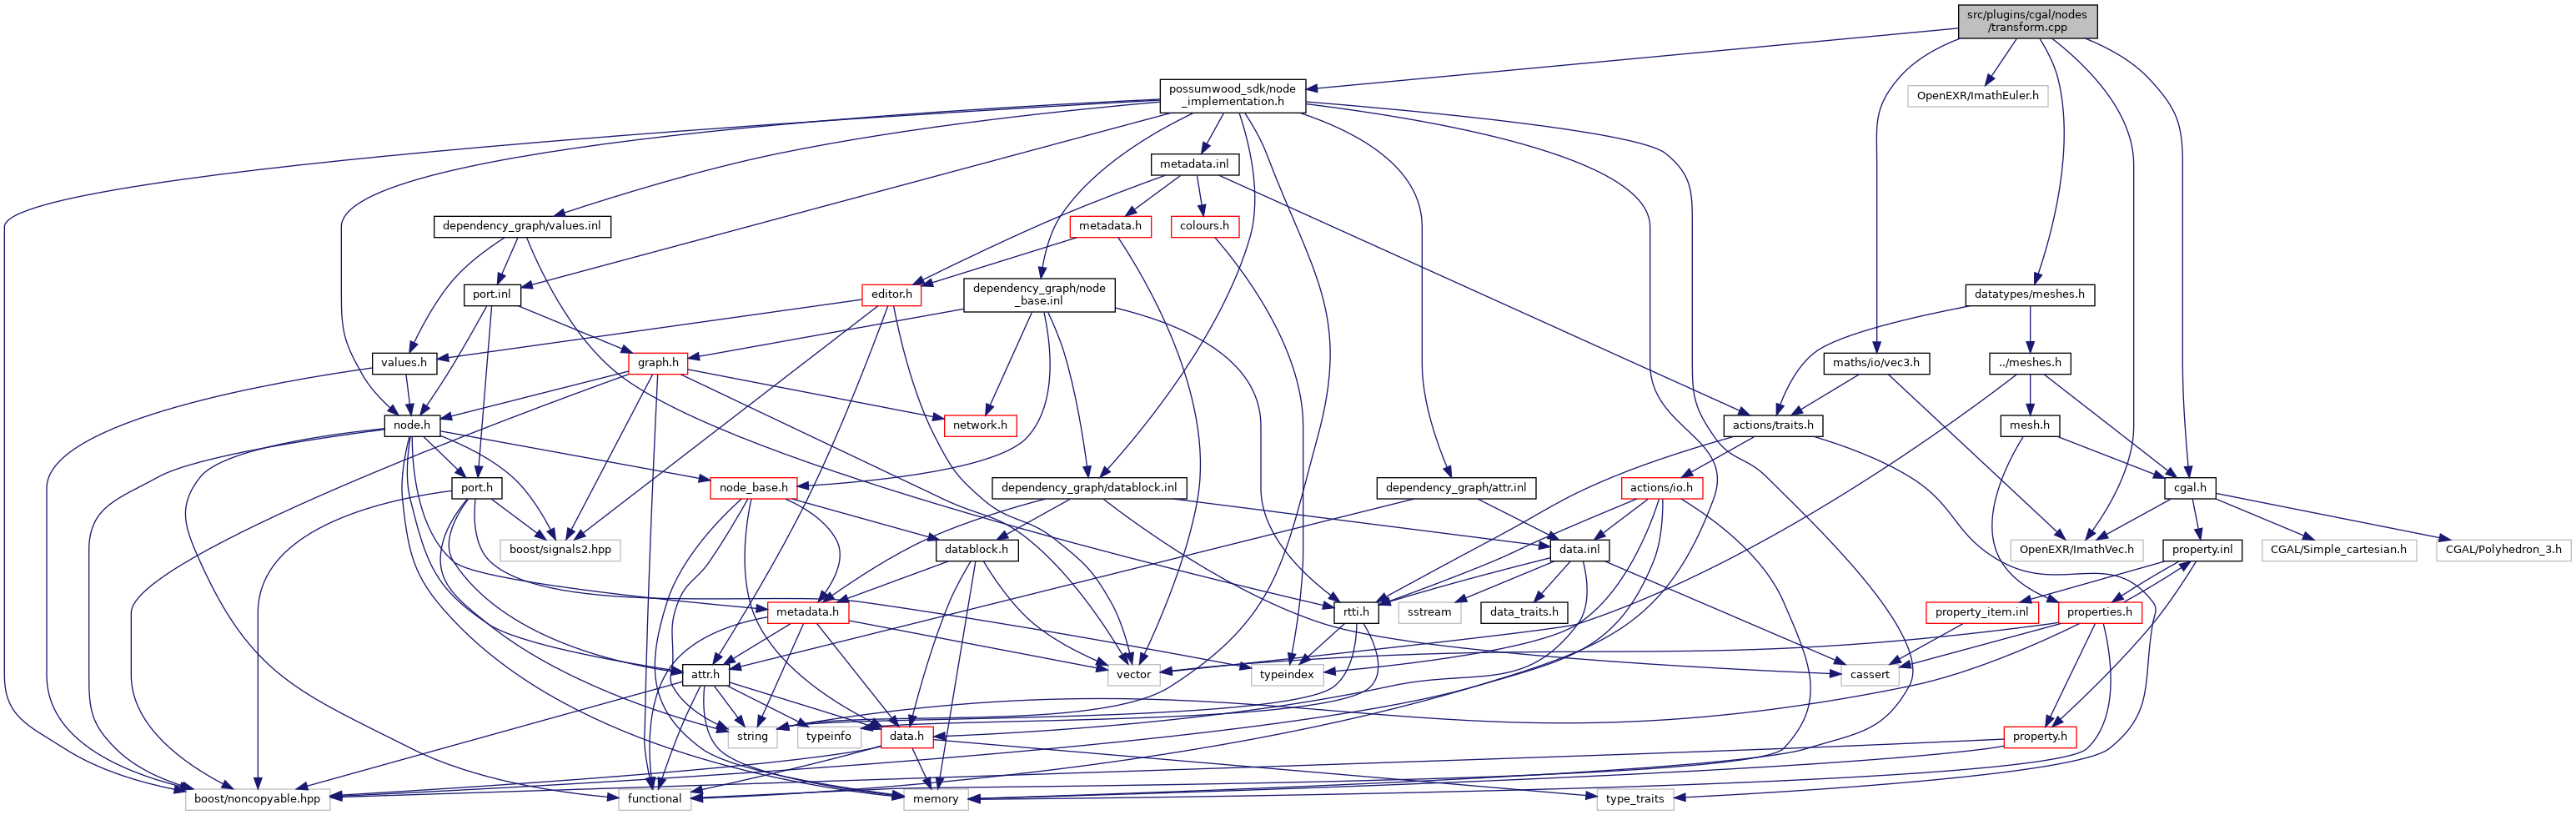 src/plugins/cgal/nodes
/transform.cpp
possumwood_sdk/node
_implementation.h
OpenEXR/ImathEuler.h
metadata.inl
dependency_graph/values.inl
metadata.h
colours.h
port.inl
editor.h
dependency_graph/node
_base.inl
datatypes/meshes.h
values.h
graph.h
maths/io/vec3.h
../meshes.h
node.h
network.h
actions/traits.h
mesh.h
port.h
node_base.h
dependency_graph/datablock.inl
dependency_graph/attr.inl
actions/io.h
cgal.h
boost/signals2.hpp
datablock.h
data.inl
OpenEXR/ImathVec.h
property.inl
CGAL/Simple_cartesian.h
CGAL/Polyhedron_3.h
metadata.h
rtti.h
sstream
data_traits.h
property_item.inl
properties.h
attr.h
vector
typeindex
cassert
string
typeinfo
data.h
property.h
boost/noncopyable.hpp
functional
memory
type_traits